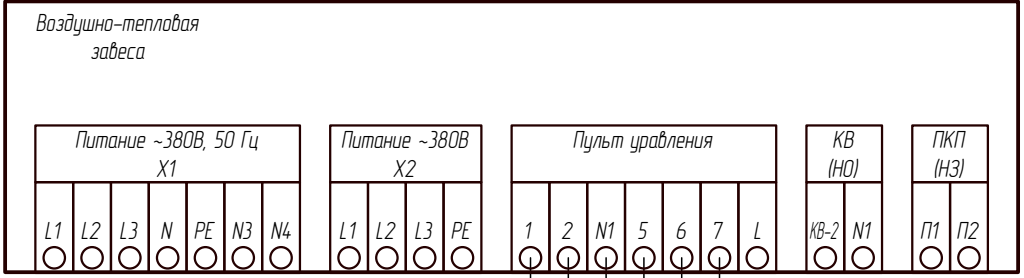 Воздушно-тепловая
завеса
Питание ~380В, 50 Гц
X1
Питание ~380В
X2
Пульт уравления
КВ
(НО)
ПКП
(НЗ)
L1 L2 L3 N PE N3 N4
L1 L2 L3 PE
1 2 N1 5 6 7 L
КВ-2 N1
П1 П2